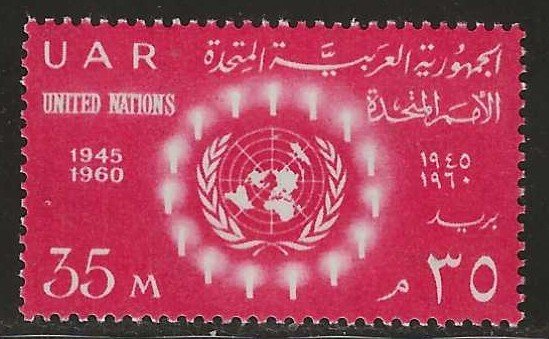 UAR الجمهورية العربية المتحدة
UNITED NATIONS الأمم المتحدة
1945 ١٩٤٥
1960 ١٩٦٠
بريد
35 M ٣٥ م